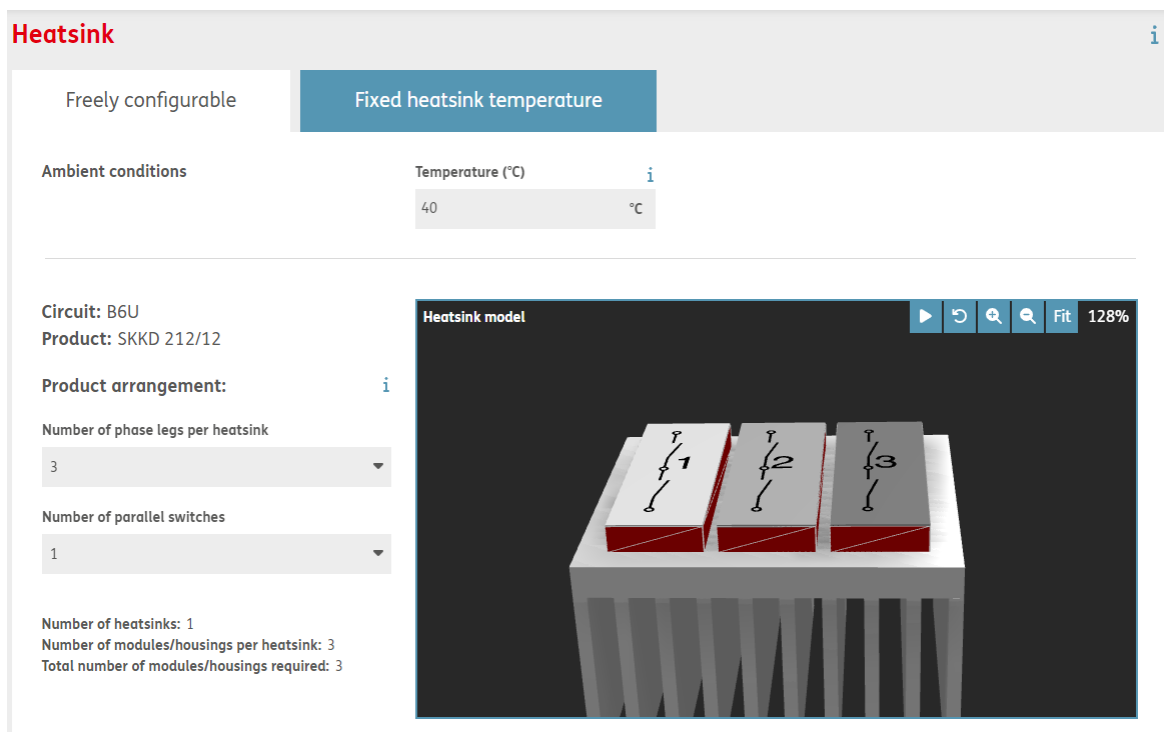 Heatsink
i
Freely configurable
Fixed heatsink temperature
Ambient conditions
Temperature (°C)
i
40
°C
Circuit: B6U
Product: SKKD 212/12
Product arrangement:
i
Number of phase legs per heatsink
3
Number of parallel switches
1
Number of heatsinks: 1
Number of modules/housings per heatsink: 3
Total number of modules/housings required: 3
Heatsink model
Fit
128%
1
2
3